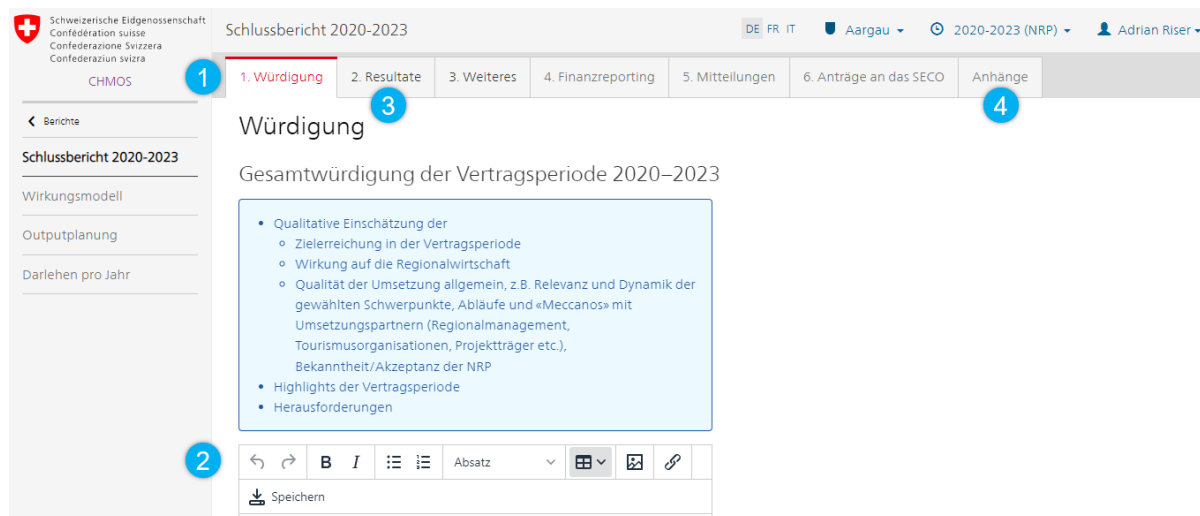 Schweizerische Eidgenossenschaft
Confédération suisse
Confederazione Svizzera
Confederaziun svizra
CHMOS
Schlussbericht 2020-2023
DE FR IT
Aargau
2020-2023 (NRP)
Adrian Riser
1
1. Würdigung
2. Resultate
3. Weiteres
4. Finanzreporting
5. Mitteilungen
6. Anträge an das SECO
Anhänge
3
4
Berichte
Schlussbericht 2020-2023
Wirkungsmodell
Outputplanung
Darlehen pro Jahr
Würdigung
Gesamtwürdigung der Vertragsperiode 2020–2023
• Qualitative Einschätzung der
◦ Zielerreichung in der Vertragsperiode
◦ Wirkung auf die Regionalwirtschaft
◦ Qualität der Umsetzung allgemein, z.B. Relevanz und Dynamik der
gewählten Schwerpunkte, Abläufe und «Meccanos» mit
Umsetzungspartnern (Regionalmanagement,
Tourismusorganisationen, Projektträger etc.),
Bekanntheit/Akzeptanz der NRP
• Highlights der Vertragsperiode
• Herausforderungen
2
B I
Absatz
Speichern